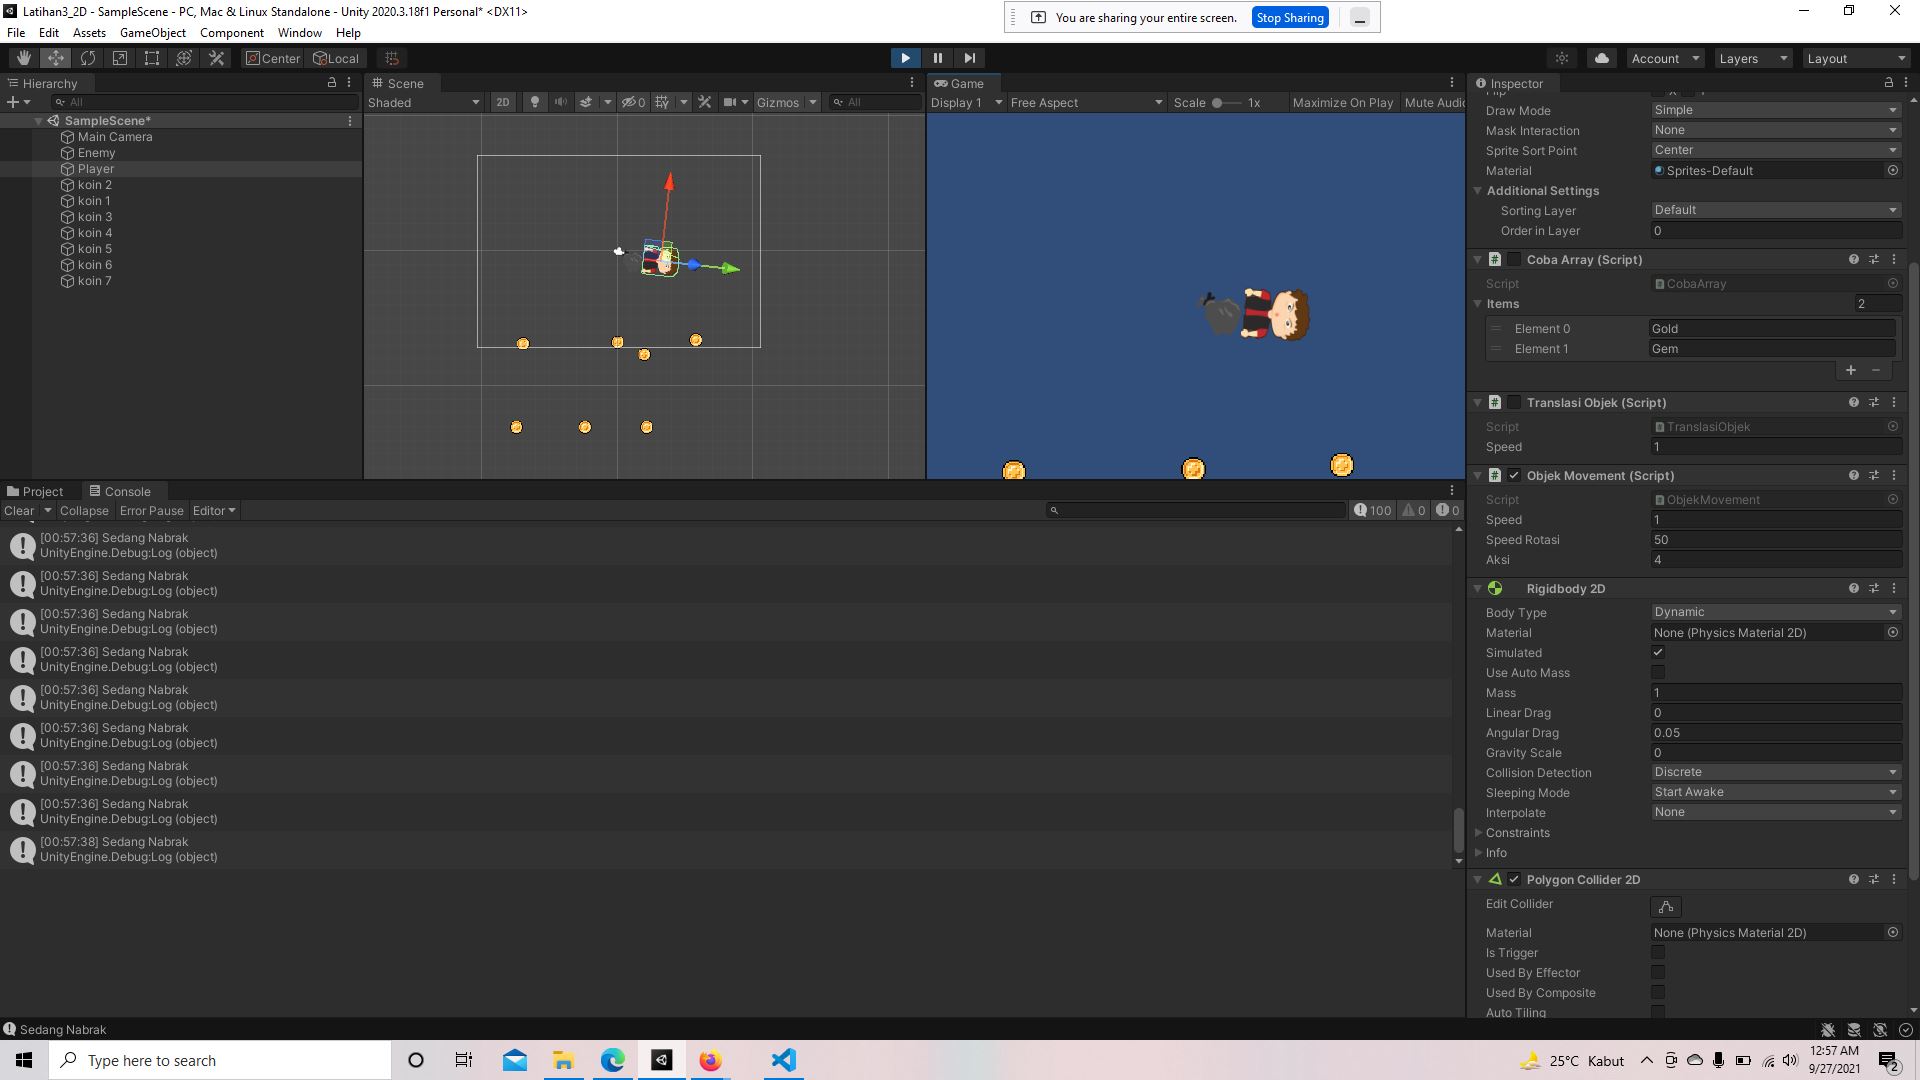 Latihan3_2D - SampleScene - PC, Mac & Linux Standalone - Unity 2020.3.18f1 Personal* <DX11>
You are sharing your entire screen. Stop Sharing
File Edit Assets GameObject Component Window Help
Center Local
Account Layers Layout
Hierarchy
All
SampleScene*
Main Camera
Enemy
Player
koin 2
koin 1
koin 3
koin 4
koin 5
koin 6
koin 7
Scene
Shaded 2D 0 Gizmos All
Game
Display 1 Free Aspect Scale 1x Maximize On Play Mute Audio
Inspector
Draw Mode Simple
Mask Interaction None
Sprite Sort Point Center
Material Sprites-Default
Additional Settings
Sorting Layer Default
Order in Layer 0
Coba Array (Script)
Script CobaArray
Items 2
Element 0 Gold
Element 1 Gem
Translasi Objek (Script)
Script TranslasiObjek
Speed 1
Objek Movement (Script)
Script ObjekMovement
Speed 1
Speed Rotasi 50
Aksi 4
Rigidbody 2D
Body Type Dynamic
Material None (Physics Material 2D)
Simulated
Use Auto Mass
Mass 1
Linear Drag 0
Angular Drag 0.05
Gravity Scale 0
Collision Detection Discrete
Sleeping Mode Start Awake
Interpolate None
Constraints
Info
Polygon Collider 2D
Edit Collider
Material None (Physics Material 2D)
Is Trigger
Used By Effector
Used By Composite
Auto Tiling
Project Console
Clear Collapse Error Pause Editor
100 0 0
[00:57:36] Sedang Nabrak
UnityEngine.Debug:Log (object)
[00:57:36] Sedang Nabrak
UnityEngine.Debug:Log (object)
[00:57:36] Sedang Nabrak
UnityEngine.Debug:Log (object)
[00:57:36] Sedang Nabrak
UnityEngine.Debug:Log (object)
[00:57:36] Sedang Nabrak
UnityEngine.Debug:Log (object)
[00:57:36] Sedang Nabrak
UnityEngine.Debug:Log (object)
[00:57:36] Sedang Nabrak
UnityEngine.Debug:Log (object)
[00:57:36] Sedang Nabrak
UnityEngine.Debug:Log (object)
[00:57:38] Sedang Nabrak
UnityEngine.Debug:Log (object)
Sedang Nabrak
Type here to search
25°C Kabut
12:57 AM
9/27/2021
2